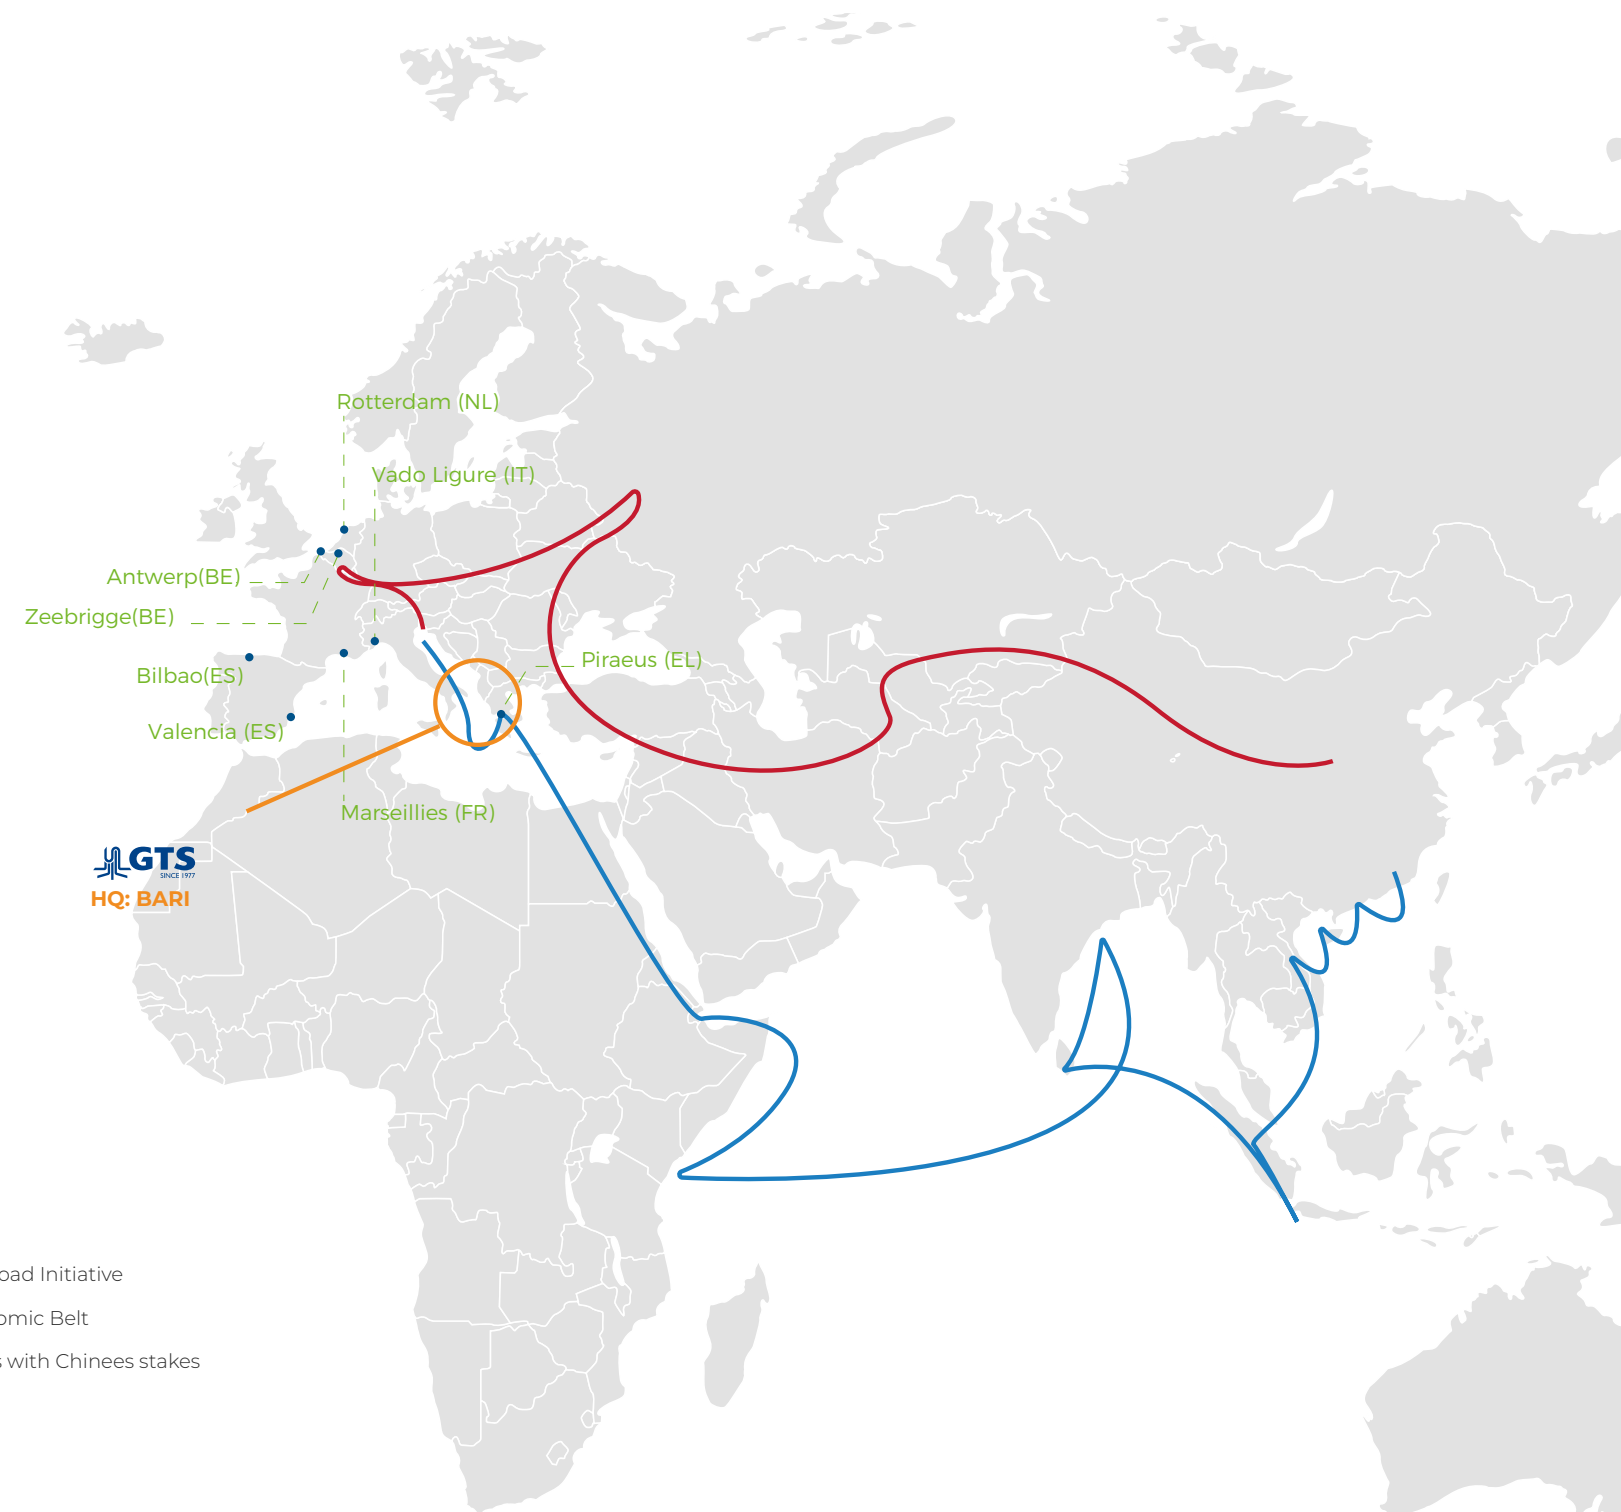 Rotterdam (NL)
Vado Ligure (IT)
Antwerp(BE)
Zeebrigge(BE)
Piraeus (EL)
Bilbao(ES)
Valencia (ES)
Marseillies (FR)
GTS
SINCE 1977
HQ: BARI
oad Initiative
omic Belt
s with Chinees stakes